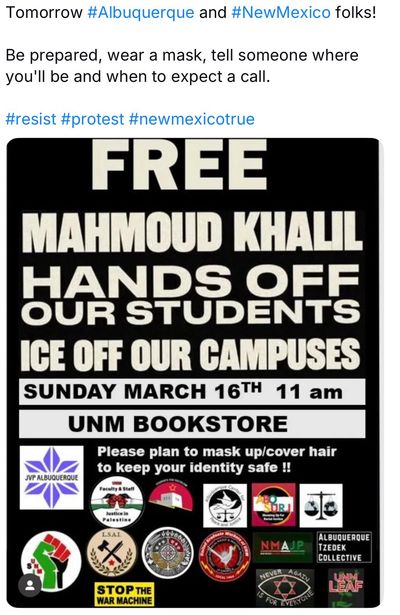 Tomorrow #Albuquerque and #NewMexico folks!
Be prepared, wear a mask, tell someone where
you'll be and when to expect a call.
#resist #protest #newmexicotrue
FREE
MAHMOUD KHALIL
HANDS OFF
OUR STUDENTS
ICE OFF OUR CAMPUSES
SUNDAY MARCH 16TH 11 am
UNM BOOKSTORE
Please plan to mask up/cover hair
to keep your identity safe !!
JVP ALBUQUERQUE
UNM
Faculty & Staff
Justice in
Palestine
L.S.A.I.
NMAJP
ALBUQUERQUE
TZEDEK
COLLECTIVE
STOP THE
WAR MACHINE
NEVER AGAIN
IS FOR EVERYONE
UNM
LEAF